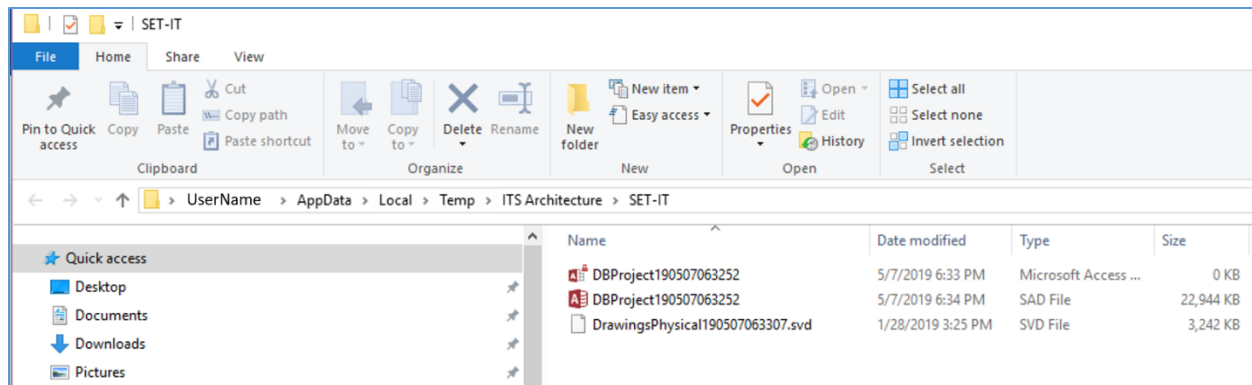 SET-IT
File Home Share View
Pin to Quick access
Copy
Paste
Cut
Copy path
Paste shortcut
Clipboard
Move to
Copy to
Delete
Rename
Organize
New folder
New item
Easy access
New
Properties
Open
Edit
History
Open
Select all
Select none
Invert selection
Select
UserName > AppData > Local > Temp > ITS Architecture > SET-IT
Quick access
Desktop
Documents
Downloads
Pictures
Name Date modified Type Size
DBProject190507063252 5/7/2019 6:33 PM Microsoft Access ... 0 KB
DBProject190507063252 5/7/2019 6:34 PM SAD File 22,944 KB
DrawingsPhysical190507063307.svd 1/28/2019 3:25 PM SVD File 3,242 KB